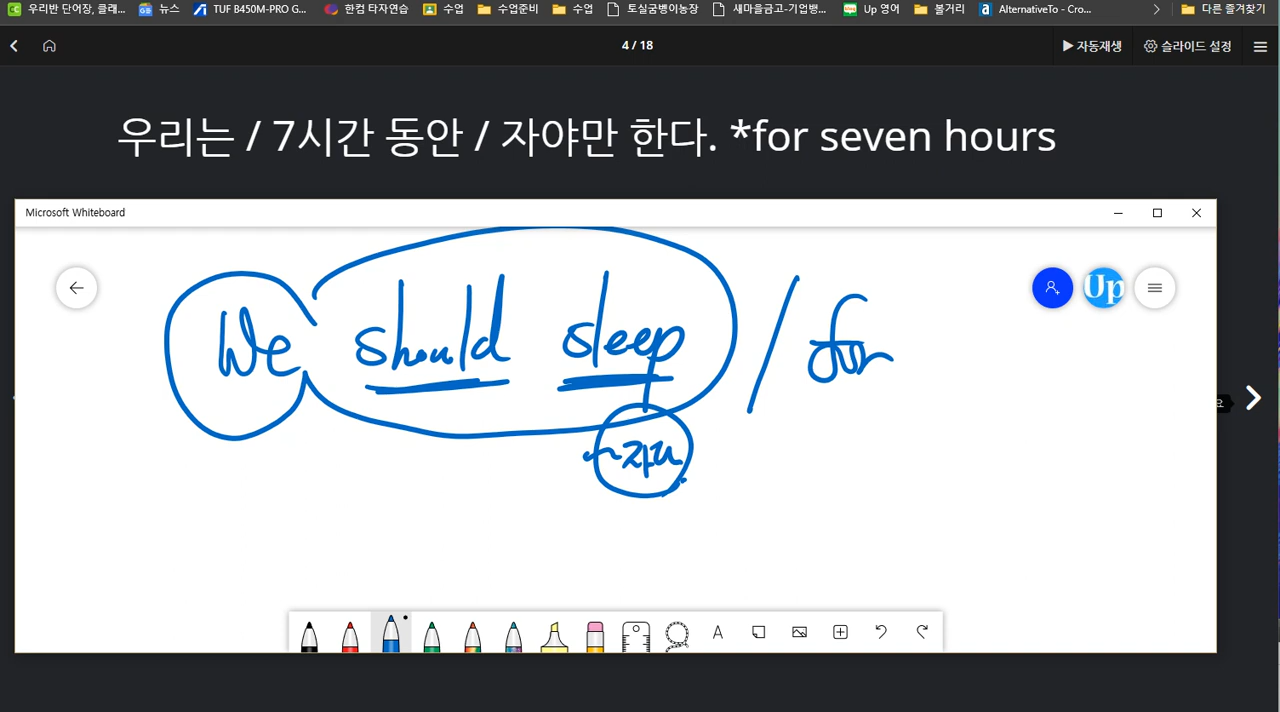 우리반 단어장, 클래... 뉴스 TUF B450M-PRO G... 한컴 타자연습 수업 수업준비 수업 토실굼벵이농장 새마을금고-기업뱅... Up 영어 볼거리 AlternativeTo - Cro... 다른 즐겨찾기
4 / 18 자동재생 슬라이드 설정
우리는 / 7시간 동안 / 자야만 한다. *for seven hours
Microsoft Whiteboard
Up
We should sleep / for
요
A